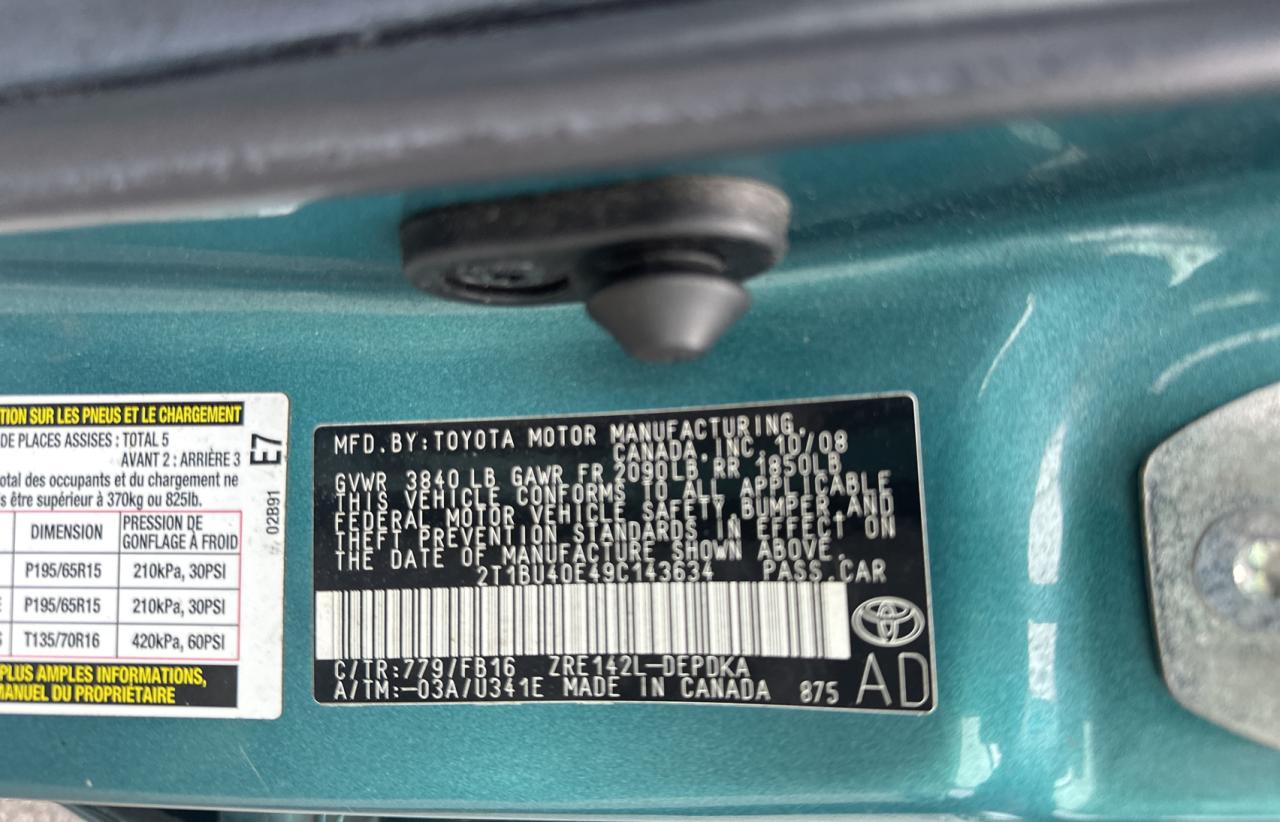 TION SUR LES PNEUS ET LE CHARGEMENT
DE PLACES ASSISES : TOTAL 5
AVANT 2 : ARRIÈRE 3
otal des occupants et du chargement ne
s être supérieur à 370kg ou 825lb.
DIMENSION PRESSION DE GONFLAGE À FROID
P195/65R15 210kPa, 30PSI
P195/65R15 210kPa, 30PSI
T135/70R16 420kPa, 60PSI
PLUS AMPLES INFORMATIONS,
MANUEL DU PROPRIÉTAIRE
E7
02B91
MFD.BY:TOYOTA MOTOR MANUFACTURING,
CANADA,INC. 10/08
GVWR 3840 LB GAWR FR 2090LB RR 1850LB
THIS VEHICLE CONFORMS TO ALL APPLICABLE
FEDERAL MOTOR VEHICLE SAFETY,BUMPER,AND
THEFT PREVENTION STANDARDS IN EFFECT ON
THE DATE OF MANUFACTURE SHOWN ABOVE.
2T1BU40E49C143634 PASS.CAR
C/TR:779/FB16 ZRE142L-DEPDKA
A/TM:-03A/U341E MADE IN CANADA 875
AD